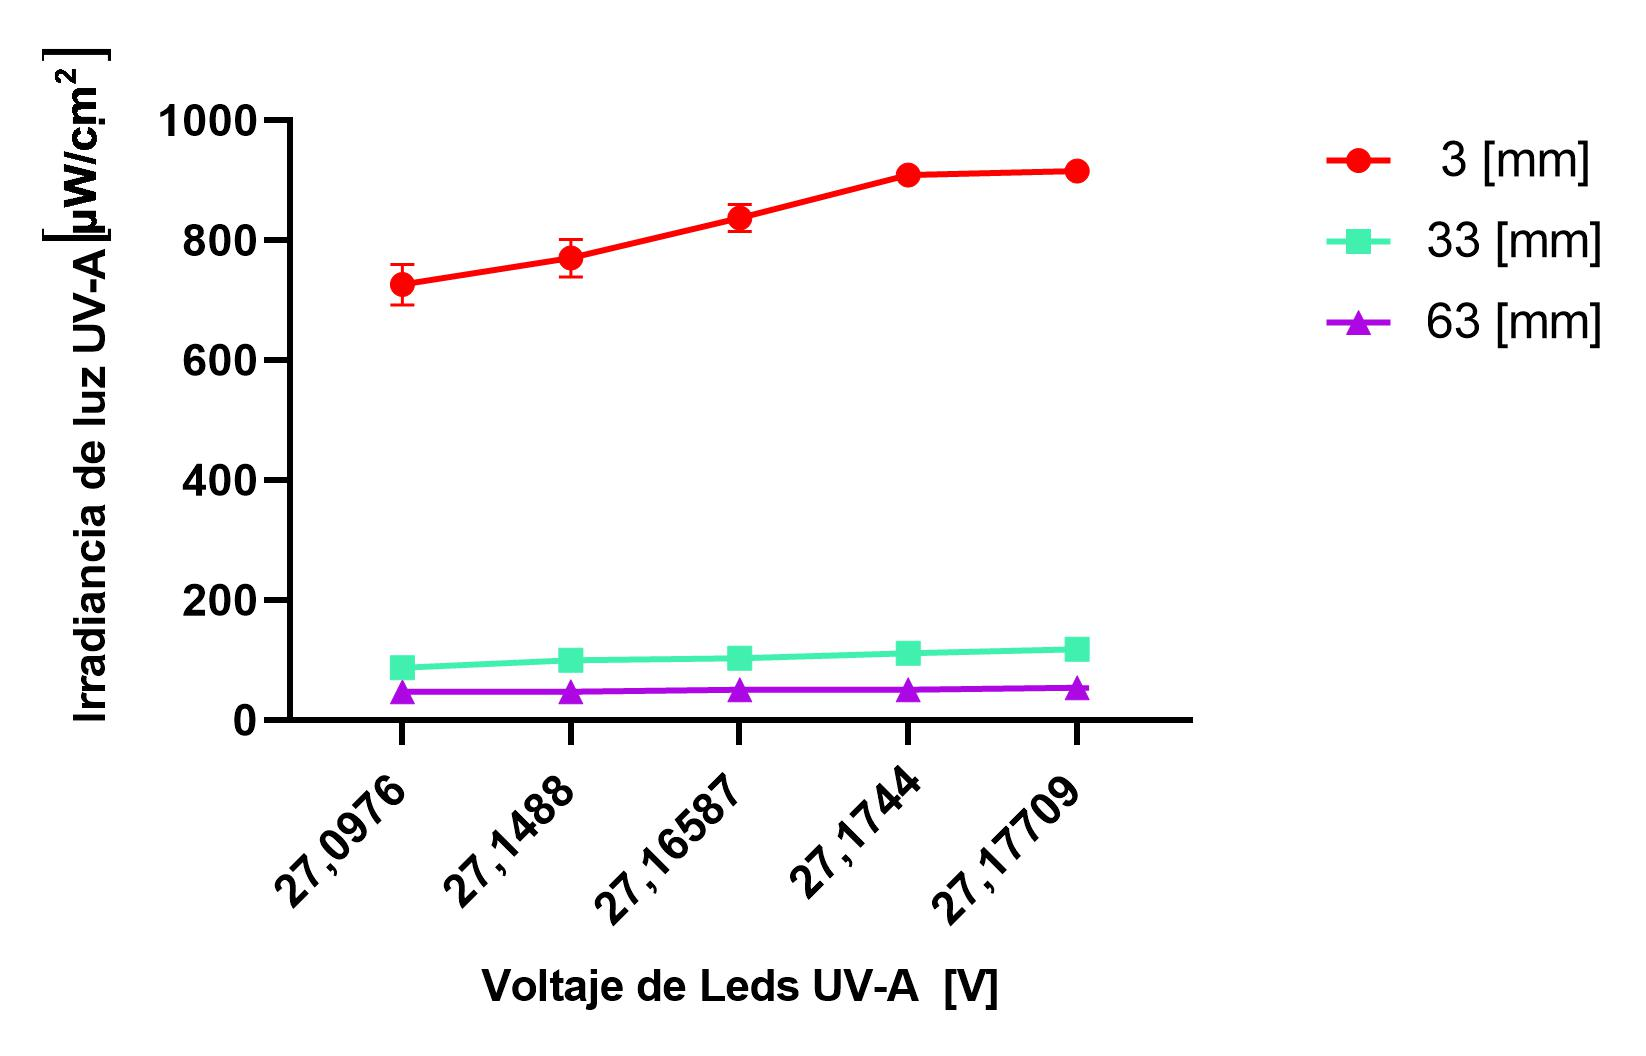 Irradiancia de luz UV-A [µW/cm²]
1000
800
600
400
200
0
27,0976
27,1488
27,16587
27,1744
27,17709
Voltaje de Leds UV-A [V]
3 [mm]
33 [mm]
63 [mm]